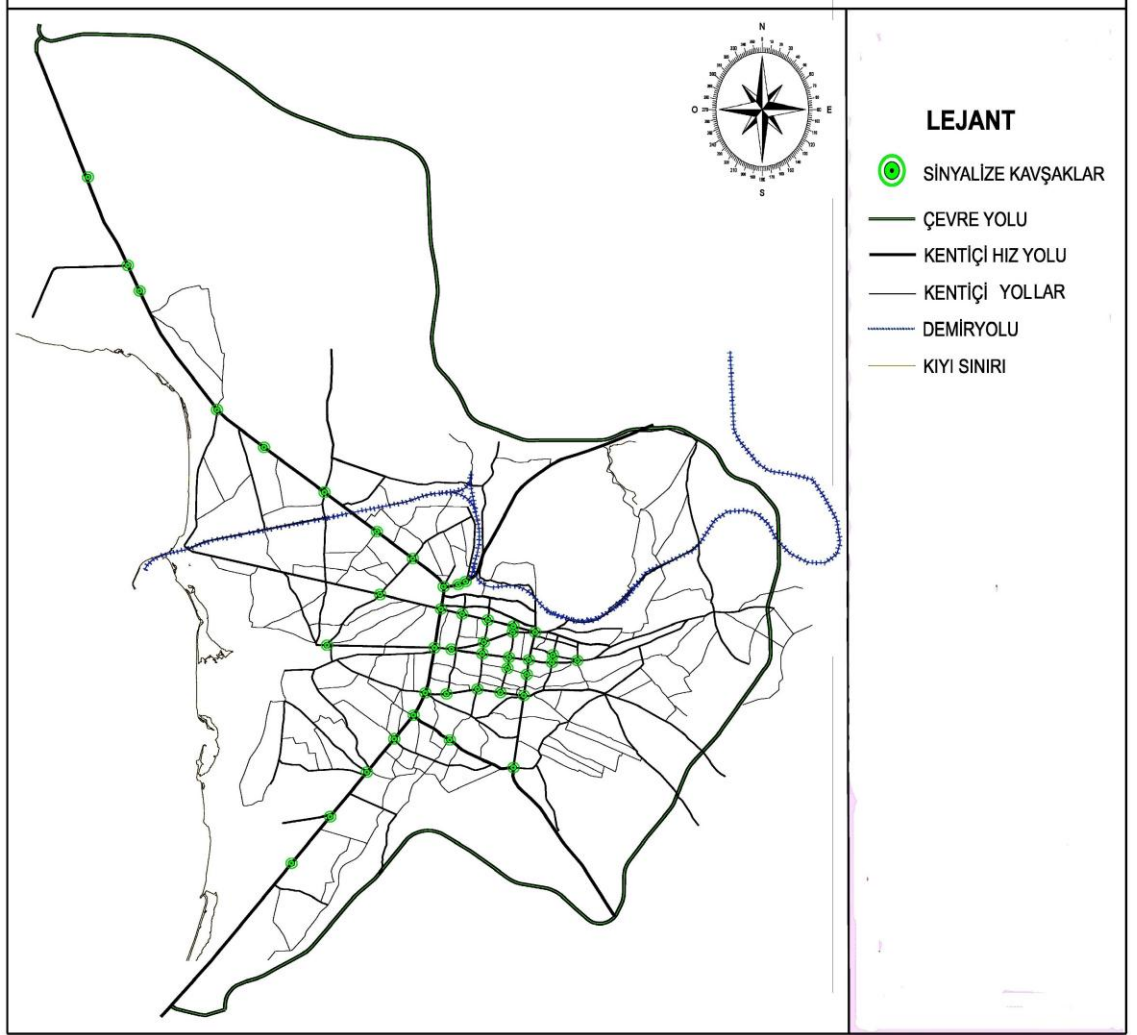 N
O
E
S
LEJANT
SİNYALİZE KAVŞAKLAR
ÇEVRE YOLU
KENTİÇİ HIZ YOLU
KENTİÇİ YOLLAR
DEMİRYOLU
KIYI SINIRI